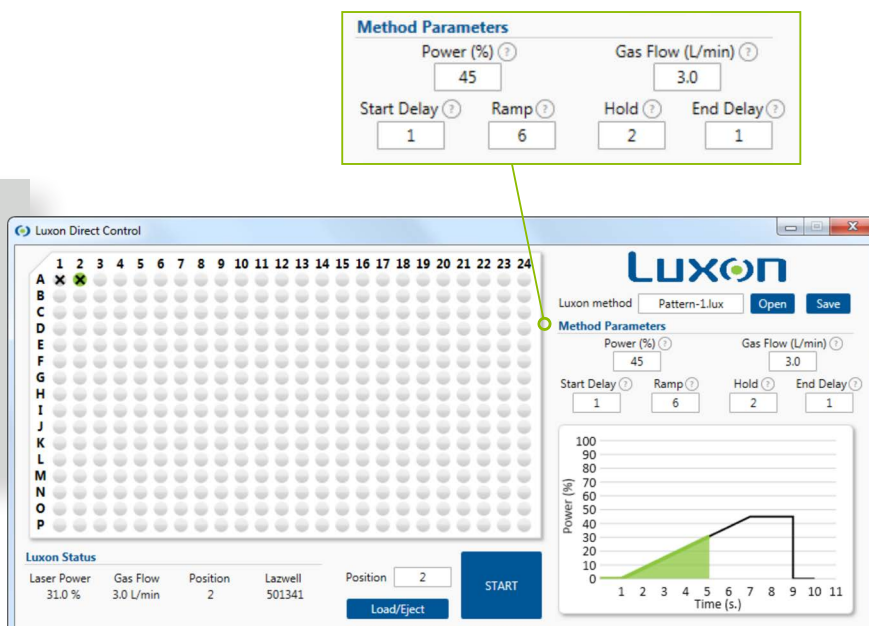 Method Parameters
Power (%) ? Gas Flow (L/min) ?
45 3.0
Start Delay ? Ramp ? Hold ? End Delay ?
1 6 2 1
Luxon Direct Control
1 2 3 4 5 6 7 8 9 10 11 12 13 14 15 16 17 18 19 20 21 22 23 24
A
B
C
D
E
F
G
H
I
J
K
L
M
N
O
P
Luxon
Luxon method Pattern-1.lux Open Save
Method Parameters
Power (%) ? Gas Flow (L/min) ?
45 3.0
Start Delay ? Ramp ? Hold ? End Delay ?
1 6 2 1
Power (%)
100
90
80
70
60
50
40
30
20
10
0
1 2 3 4 5 6 7 8 9 10 11
Time (s.)
Luxon Status
Laser Power Gas Flow Position Lazwell
31.0 % 3.0 L/min 2 501341
Position 2
Load/Eject
START